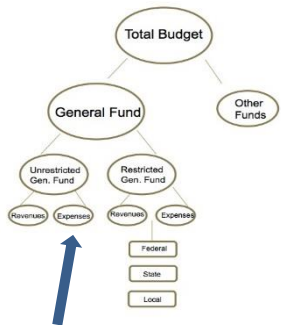 Total Budget
General Fund
Other
Funds
Unrestricted
Gen. Fund
Restricted
Gen. Fund
Revenues
Expenses
Revenues
Expenses
Federal
State
Local